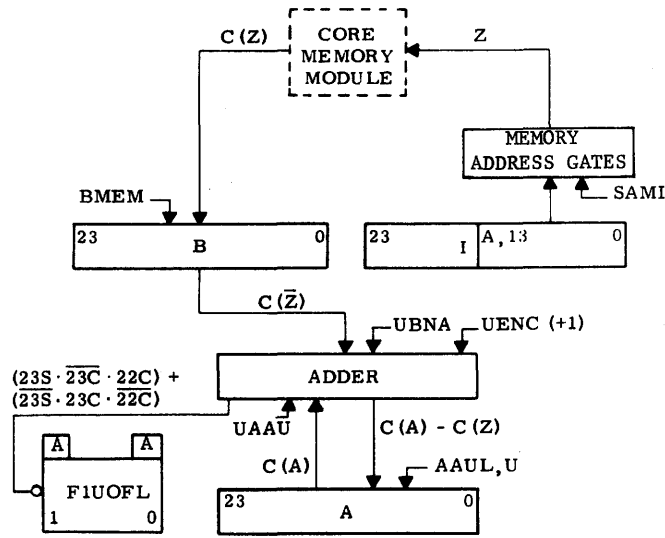 C(Z)
CORE
MEMORY
MODULE
Z
MEMORY
ADDRESS GATES
SAMI
BMEM
23 B 0
23 I A,13 0
C(Z̅)
UBNA
UENC (+1)
ADDER
(23S · 2̅3̅C̅ · 22C) +
(2̅3̅S̅ · 23C · 2̅2̅C̅)
UAAU̅
C(A)
C(A) - C(Z)
AAUL,U
A A
F1UOFL
1 0
23 A 0